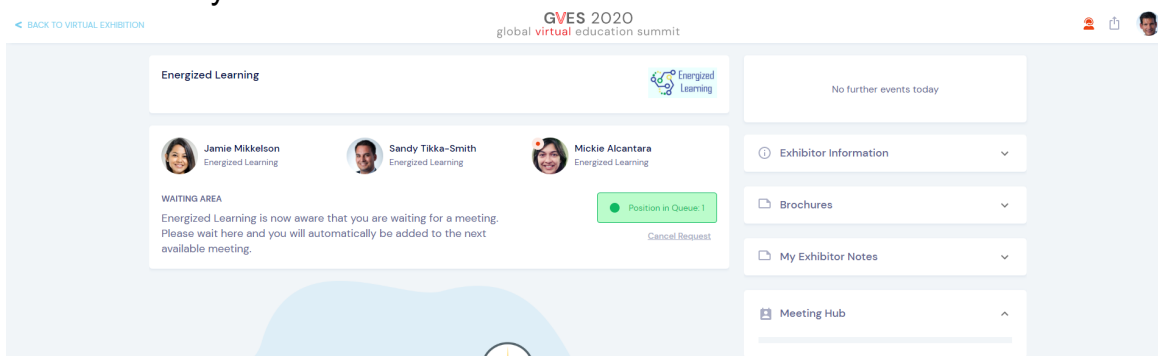 < BACK TO VIRTUAL EXHIBITION
GVES 2020
global virtual education summit
Energized Learning
Energized
Learning
No further events today
Jamie Mikkelson
Energized Learning
Sandy Tikka-Smith
Energized Learning
Mickie Alcantara
Energized Learning
WAITING AREA
Energized Learning is now aware that you are waiting for a meeting.
Please wait here and you will automatically be added to the next
available meeting.
Position in Queue: 1
Cancel Request
Exhibitor Information
Brochures
My Exhibitor Notes
Meeting Hub